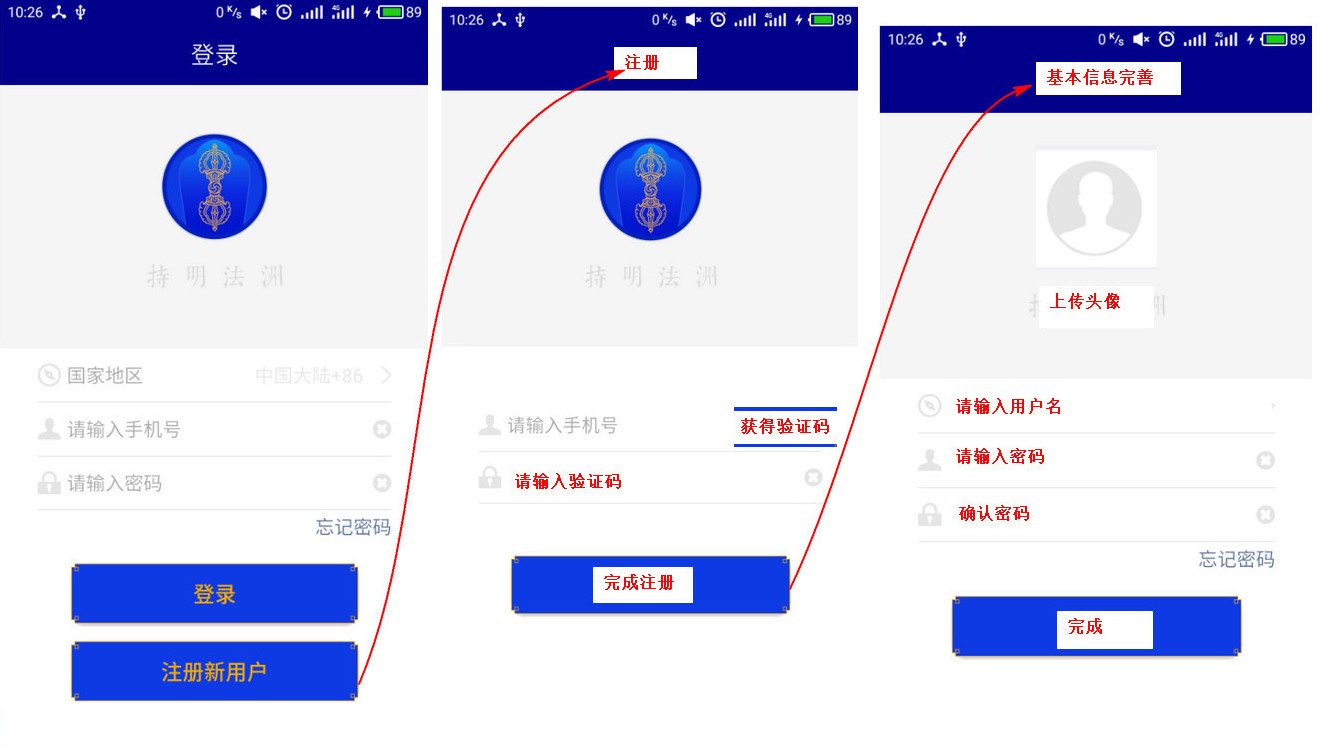 10:26 0 K/s 4G 89
登录
持明法洲
国家地区 中国大陆+86
请输入手机号
请输入密码
忘记密码
登录
注册新用户
10:26 0 K/s 4G 89
注册
持明法洲
请输入手机号 获得验证码
请输入验证码
完成注册
10:26 0 K/s 4G 89
基本信息完善
上传头像 洲
请输入用户名
请输入密码
确认密码
忘记密码
完成